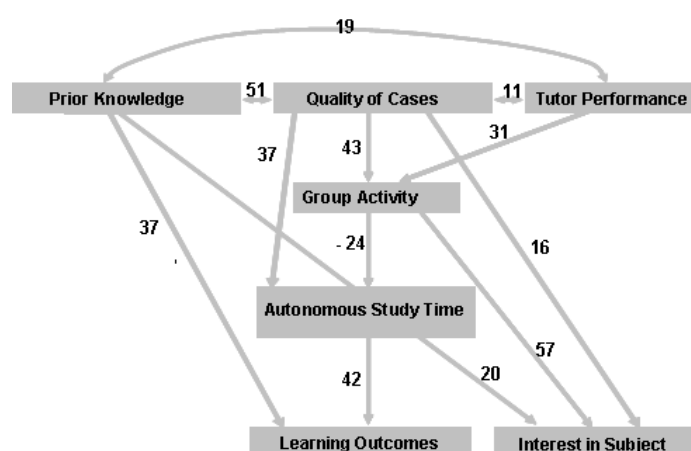 19
Prior Knowledge 51 Quality of Cases 11 Tutor Performance
37 43 31
Group Activity
37 - 24 16
Autonomous Study Time
42 20 57
Learning Outcomes Interest in Subject